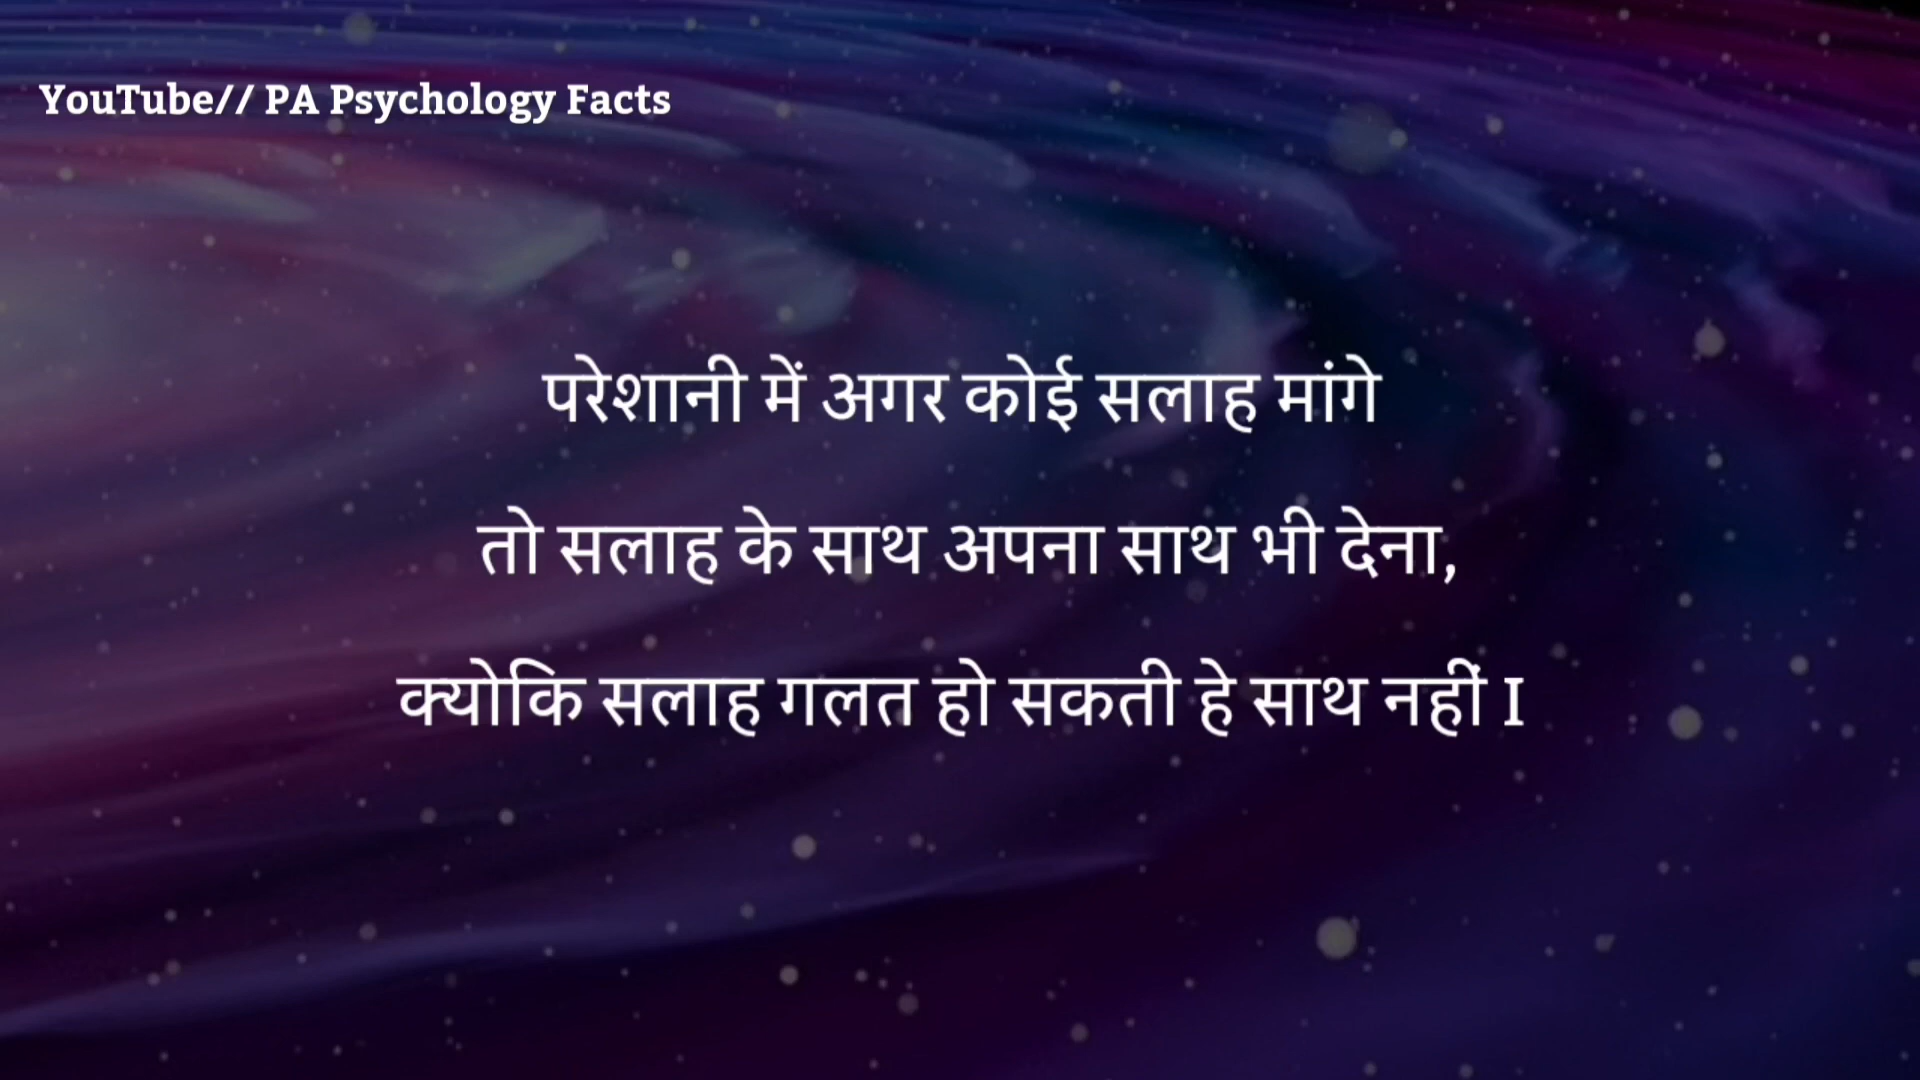 YouTube// PA Psychology Facts
परेशानी में अगर कोई सलाह मांगे
तो सलाह के साथ अपना साथ भी देना,
क्योकि सलाह गलत हो सकती हे साथ नहीं I